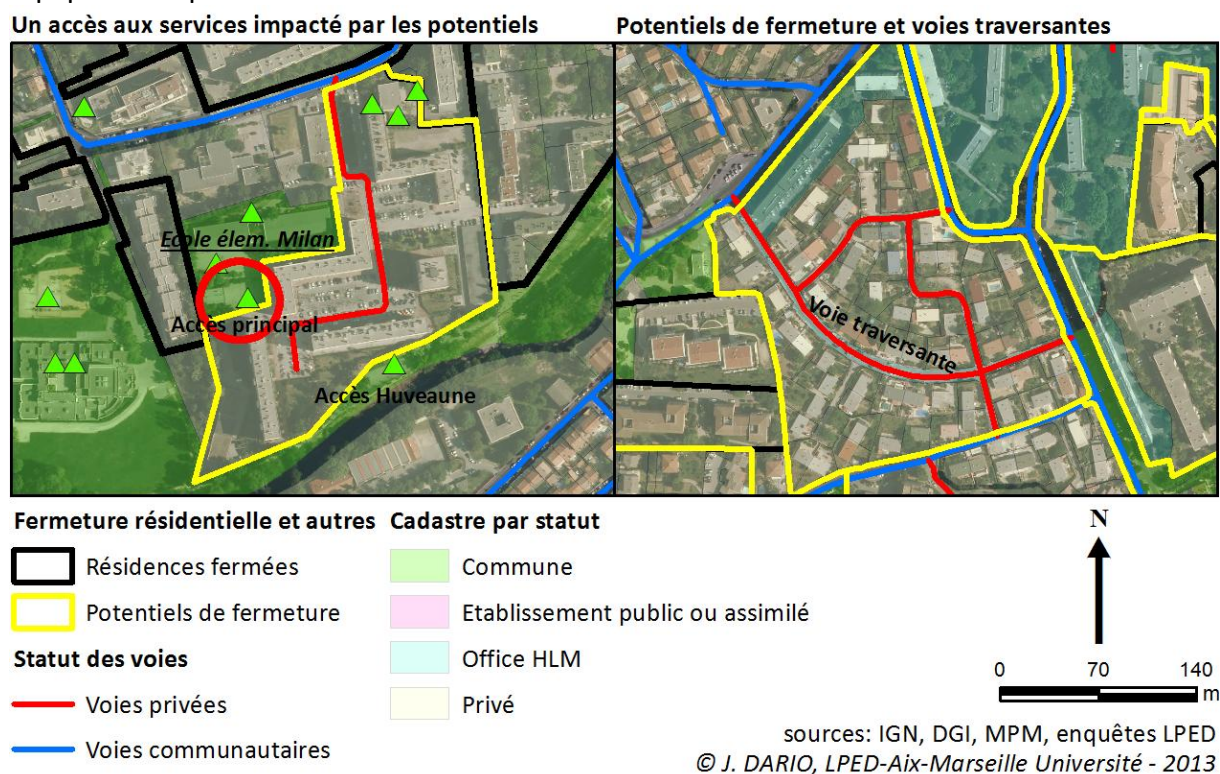 Un accès aux services impacté par les potentiels
Potentiels de fermeture et voies traversantes
Ecole élem. Milan
Accès principal
Accès Huveaune
Voie traversante
Fermeture résidentielle et autres
Résidences fermées
Potentiels de fermeture
Statut des voies
Voies privées
Voies communautaires
Cadastre par statut
Commune
Etablissement public ou assimilé
Office HLM
Privé
N
0 70 140
m
sources: IGN, DGI, MPM, enquêtes LPED
© J. DARIO, LPED-Aix-Marseille Université - 2013